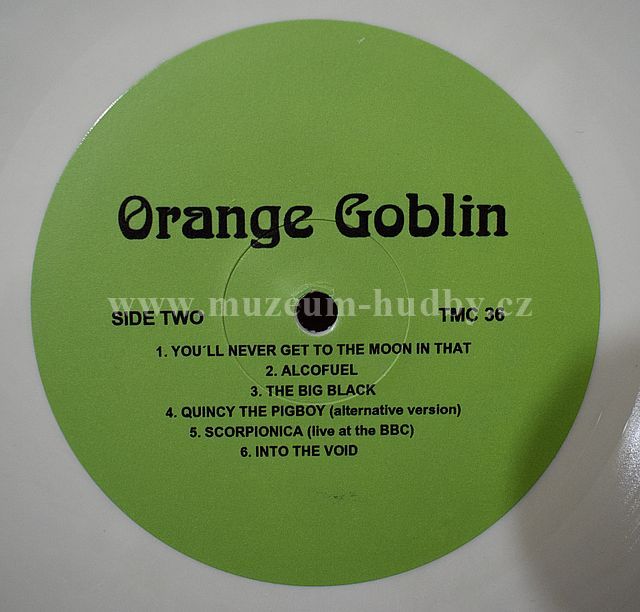 Orange Goblin
www.muzeum-hudby.cz
SIDE TWO TMC 36
1. YOU´LL NEVER GET TO THE MOON IN THAT
2. ALCOFUEL
3. THE BIG BLACK
4. QUINCY THE PIGBOY (alternative version)
5. SCORPIONICA (live at the BBC)
6. INTO THE VOID